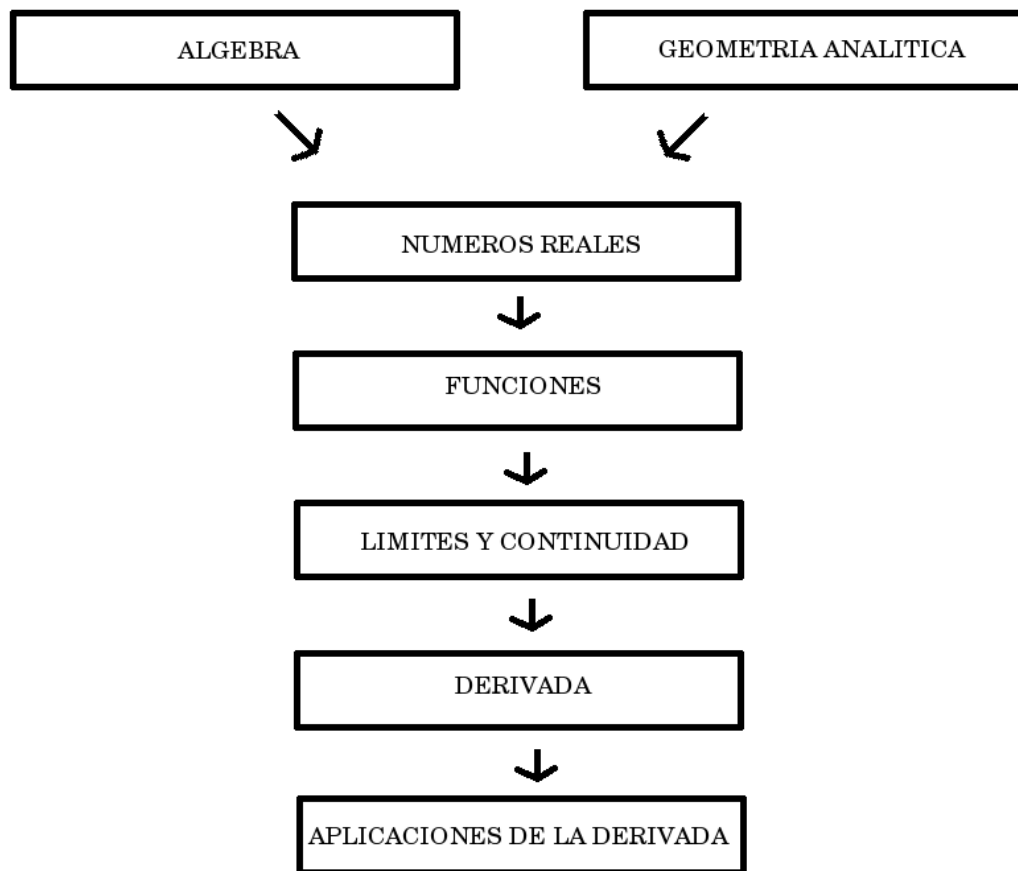 ALGEBRA
GEOMETRIA ANALITICA
NUMEROS REALES
FUNCIONES
LIMITES Y CONTINUIDAD
DERIVADA
APLICACIONES DE LA DERIVADA